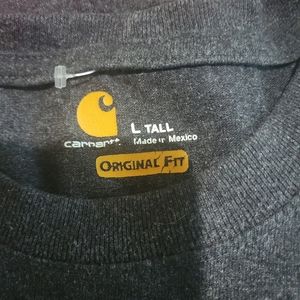 L TALL
carhartt. Made in Mexico
ORIGINAL FIT